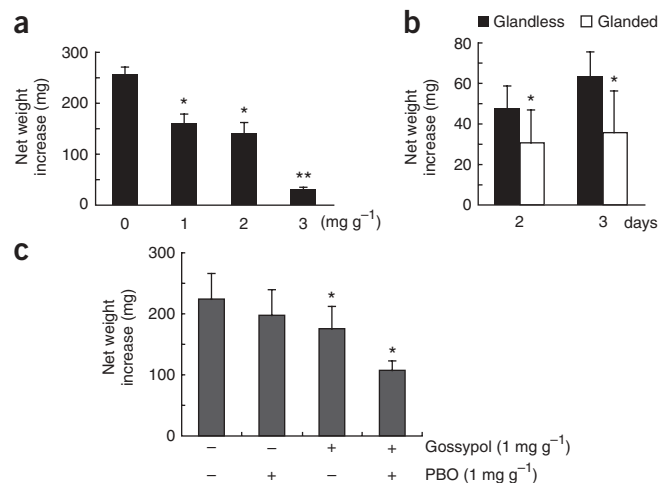 a
Net weight
increase (mg)
300
200
100
0
0 1 2 3 (mg g⁻¹)
* * **
b
Glandless Glanded
Net weight
increase (mg)
80
60
40
20
0
* *
2 3 days
c
Net weight
increase (mg)
300
200
100
0
* *
– – + + Gossypol (1 mg g⁻¹)
– + – + PBO (1 mg g⁻¹)